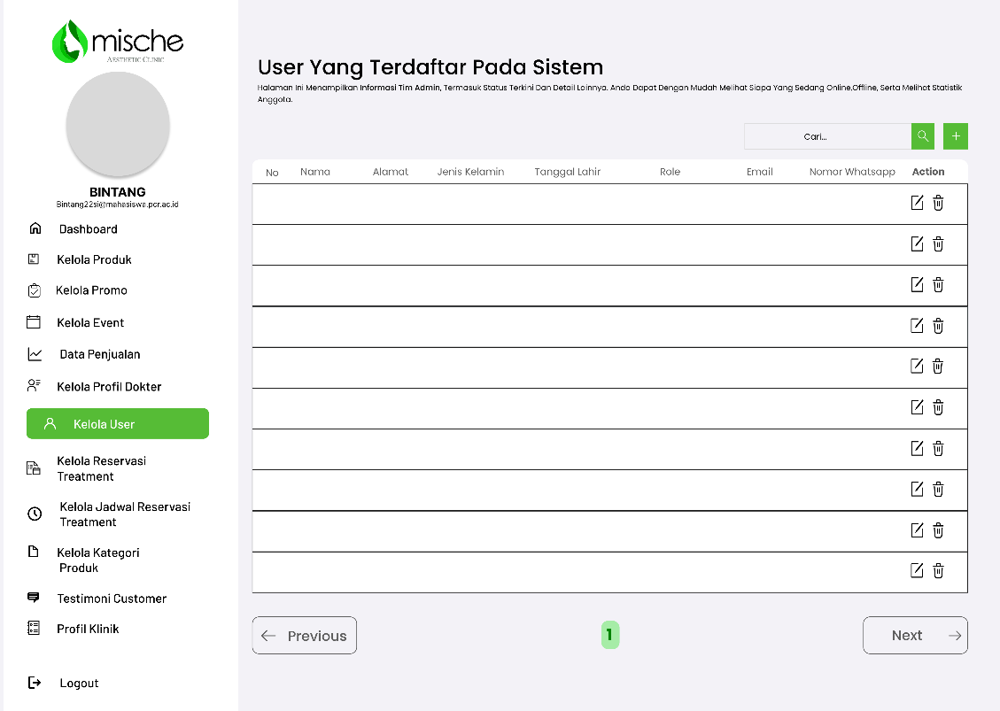 mische
AESTHETIC CLINIC
BINTANG
Bintang22si@mahasiswa.pcr.ac.id
Dashboard
Kelola Produk
Kelola Promo
Kelola Event
Data Penjualan
Kelola Profil Dokter
Kelola User
Kelola Reservasi
Treatment
Kelola Jadwal Reservasi
Treatment
Kelola Kategori
Produk
Testimoni Customer
Profil Klinik
Logout
User Yang Terdaftar Pada Sistem
Halaman Ini Menampilkan Informasi Tim Admin, Termasuk Status Terkini Dan Detail Lainnya. Anda Dapat Dengan Mudah Melihat Siapa Yang Sedang Online,Offline, Serta Melihat Statistik
Anggota.
Cari...
No Nama Alamat Jenis Kelamin Tanggal Lahir Role Email Nomor Whatsapp Action
Previous 1 Next